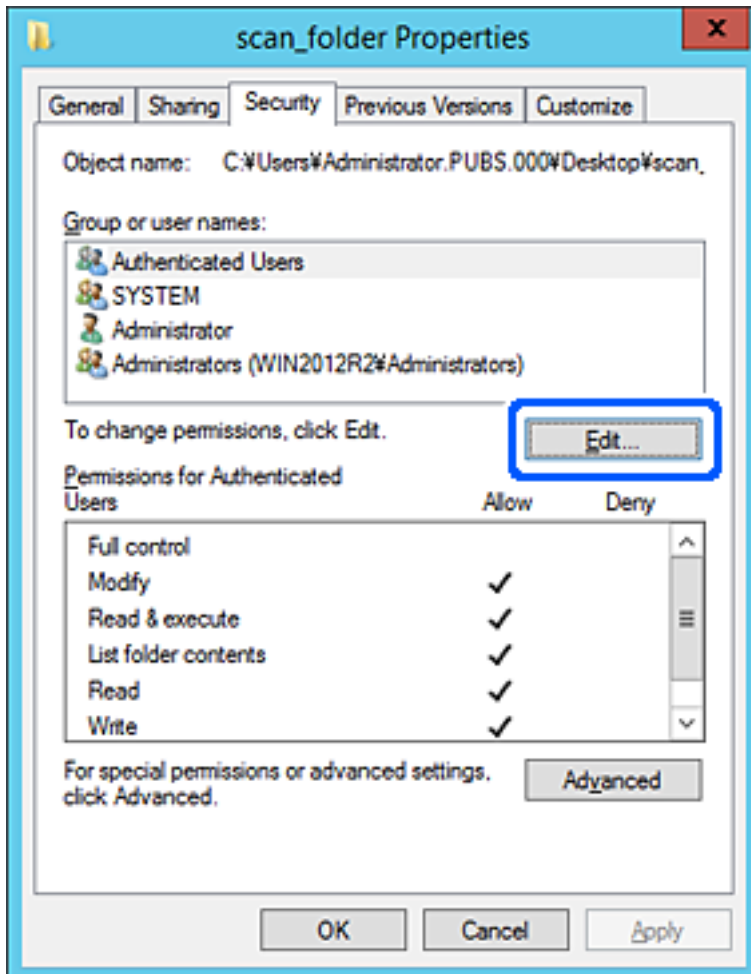 scan_folder Properties
x
General Sharing Security Previous Versions Customize
Object name: C:¥Users¥Administrator.PUBS.000¥Desktop¥scan_
Group or user names:
Authenticated Users
SYSTEM
Administrator
Administrators (WIN2012R2¥Administrators)
To change permissions, click Edit.
Edit...
Permissions for Authenticated
Users Allow Deny
Full control
Modify
Read & execute
List folder contents
Read
Write
For special permissions or advanced settings,
click Advanced.
Advanced
OK Cancel Apply